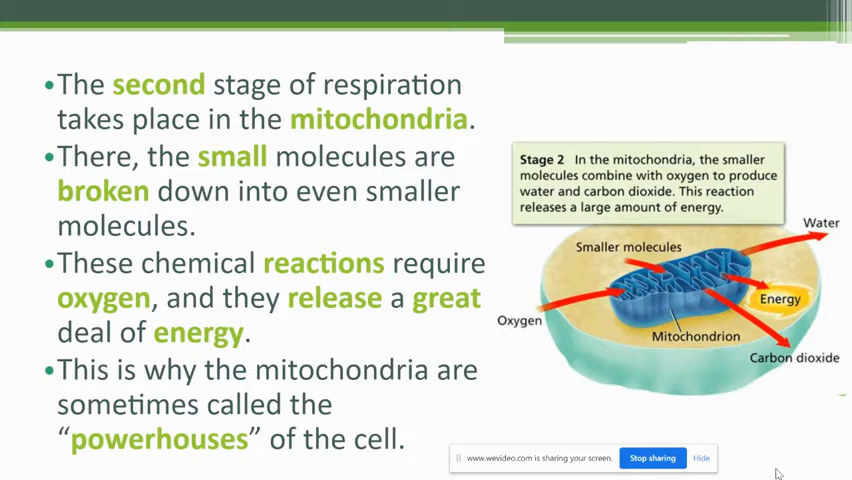 •The second stage of respiration
takes place in the mitochondria.
•There, the small molecules are
broken down into even smaller
molecules.
•These chemical reactions require
oxygen, and they release a great
deal of energy.
•This is why the mitochondria are
sometimes called the
“powerhouses” of the cell.
Stage 2 In the mitochondria, the smaller
molecules combine with oxygen to produce
water and carbon dioxide. This reaction
releases a large amount of energy.
Water
Smaller molecules
Energy
Oxygen
Mitochondrion
Carbon dioxide
www.wevideo.com is sharing your screen. Stop sharing Hide